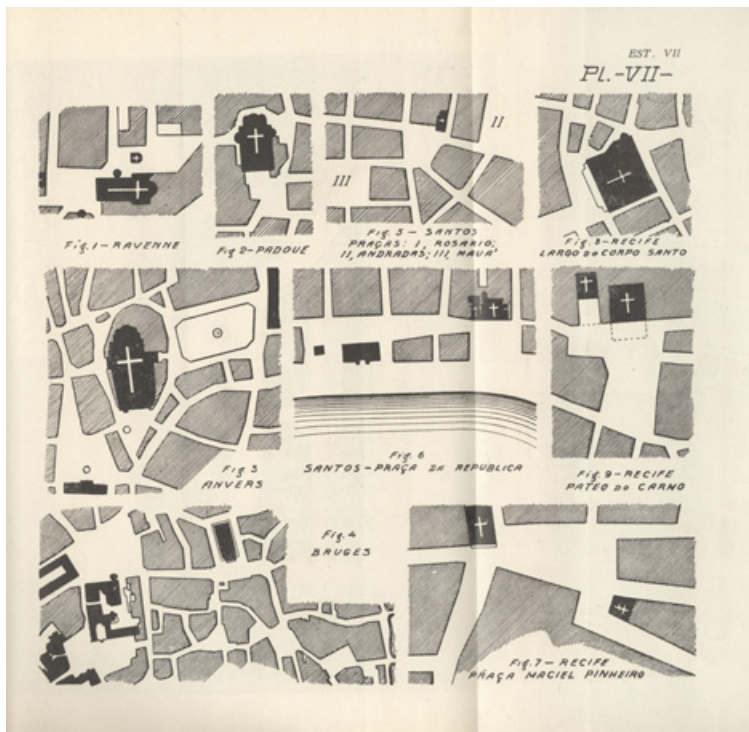 EST. VII
Pl.-VII-
II
III
Fig. 1 - RAVENNE
Fig 2 - PADOUE
Fig. 3 - SANTOS
PRAÇAS: I, ROSARIO;
II, ANDRADAS; III, MAUÁ
Fig. 8 - RECIFE
LARGO DO CORPO SANTO
Fig 5
ANVERS
Fig. 6
SANTOS - PRAÇA DA REPUBLICA
Fig. 9 - RECIFE
PATEO DO CARMO
Fig. 4
BRUGES
Fig. 7 - RECIFE
PRAÇA MACIEL PINHEIRO